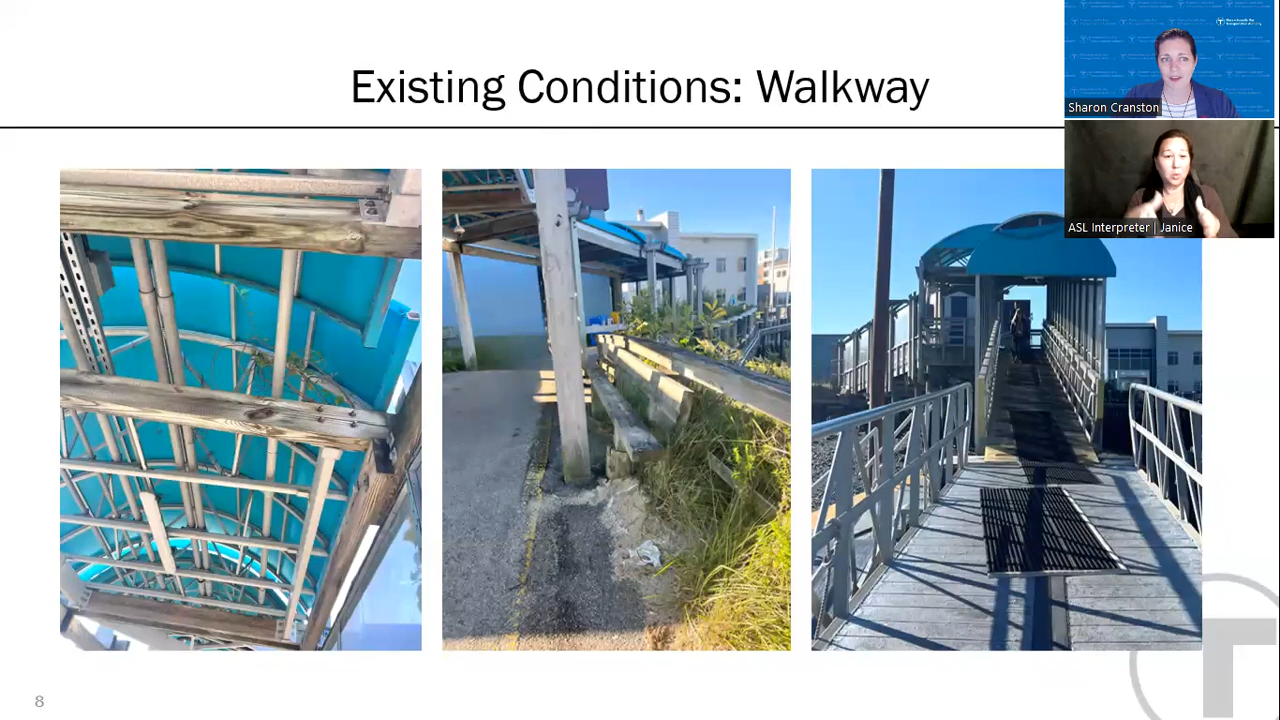 Existing Conditions: Walkway
Sharon Cranston
ASL Interpreter | Janice
8
T